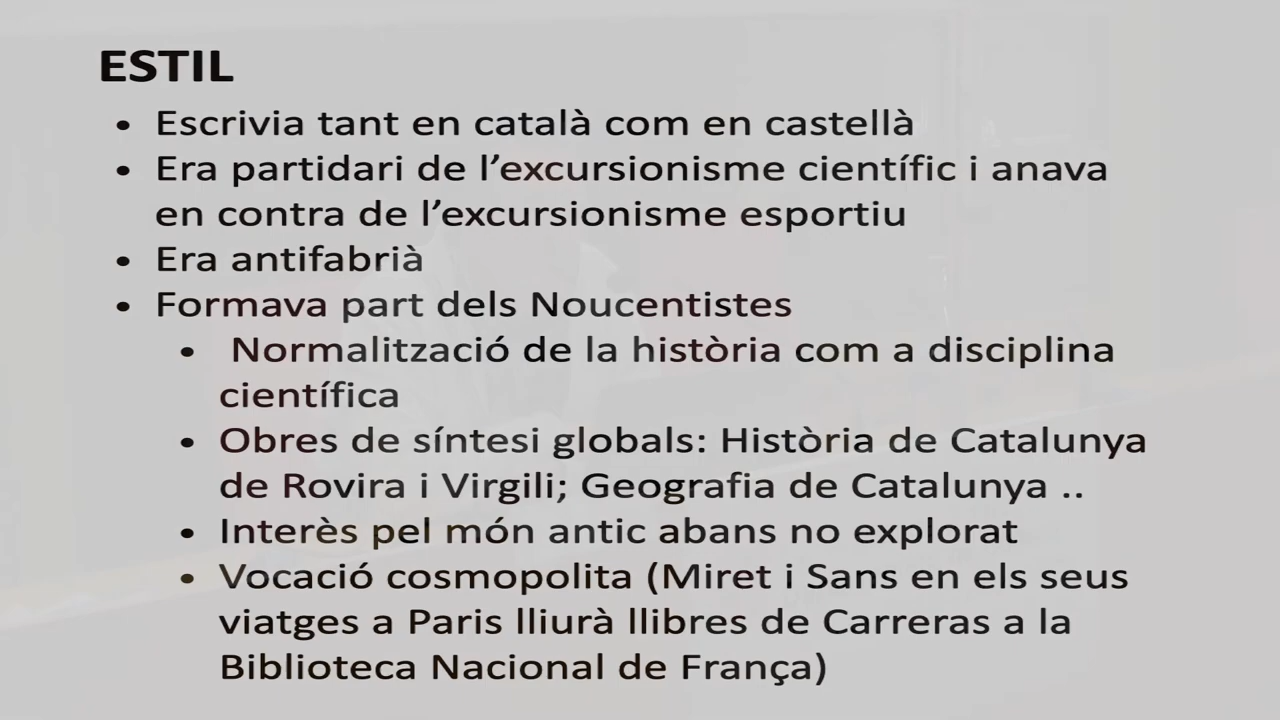 ESTIL
• Escrivia tant en català com en castellà
• Era partidari de l’excursionisme científic i anava
en contra de l’excursionisme esportiu
• Era antifabrià
• Formava part dels Noucentistes
• Normalització de la història com a disciplina
científica
• Obres de síntesi globals: Història de Catalunya
de Rovira i Virgili; Geografia de Catalunya ..
• Interès pel món antic abans no explorat
• Vocació cosmopolita (Miret i Sans en els seus
viatges a Paris lliurà llibres de Carreras a la
Biblioteca Nacional de França)